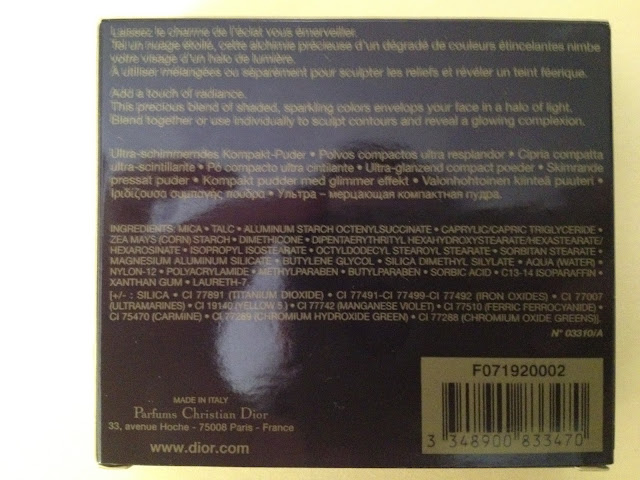 Laissez le charme de l'éclat vous émerveiller.
Tel un nuage étoilé, cette alchimie précieuse d'un dégradé de couleurs étincelantes nimbe
votre visage d'un halo de lumière.
A utiliser mélangées ou séparément pour sculpter les reliefs et révéler un teint féerique.
Add a touch of radiance.
This precious blend of shaded, sparkling colors envelops your face in a halo of light.
Blend together or use individually to sculpt contours and reveal a glowing complexion.
Ultra-schimmerndes Kompakt-Puder • Polvos compactos ultra resplandor • Cipria compatta
ultra-scintillante • Pó compacto ultra cintilante • Ultra-glanzend compact poeder • Skimrande
pressat puder • Kompakt pudder med glimmer effekt • Valonhohtoinen kiinteä puuteri •
Ιριδίζουσα συμπαγής πούδρα • Ультра – мерцающая компактная пудра.
INGREDIENTS: MICA • TALC • ALUMINUM STARCH OCTENYLSUCCINATE • CAPRYLIC/CAPRIC TRIGLYCERIDE •
ZEA MAYS (CORN) STARCH • DIMETHICONE • DIPENTAERYTHRITYL HEXAHYDROXYSTEARATE/HEXASTEARATE/
HEXAROSINATE • ISOPROPYL ISOSTEARATE • OCTYLDODECYL STEAROYL STEARATE • SORBITAN STEARATE •
MAGNESIUM ALUMINUM SILICATE • BUTYLENE GLYCOL • SILICA DIMETHYL SILYLATE • AQUA (WATER) •
NYLON-12 • POLYACRYLAMIDE • METHYLPARABEN • BUTYLPARABEN • SORBIC ACID • C13-14 ISOPARAFFIN •
XANTHAN GUM • LAURETH-7.
[+/- : SILICA • CI 77891 (TITANIUM DIOXIDE) • CI 77491-CI 77499-CI 77492 (IRON OXIDES) • CI 77007
(ULTRAMARINES) • CI 19140 (YELLOW 5 ) • CI 77742 (MANGANESE VIOLET) • CI 77510 (FERRIC FERROCYANIDE) •
CI 75470 (CARMINE) • CI 77289 (CHROMIUM HYDROXIDE GREEN) • CI 77288 (CHROMIUM OXIDE GREENS)].
N° 03310/A
F071920002
MADE IN ITALY
Parfums Christian Dior
33, avenue Hoche - 75008 Paris - France
www.dior.com
3 348900 833470